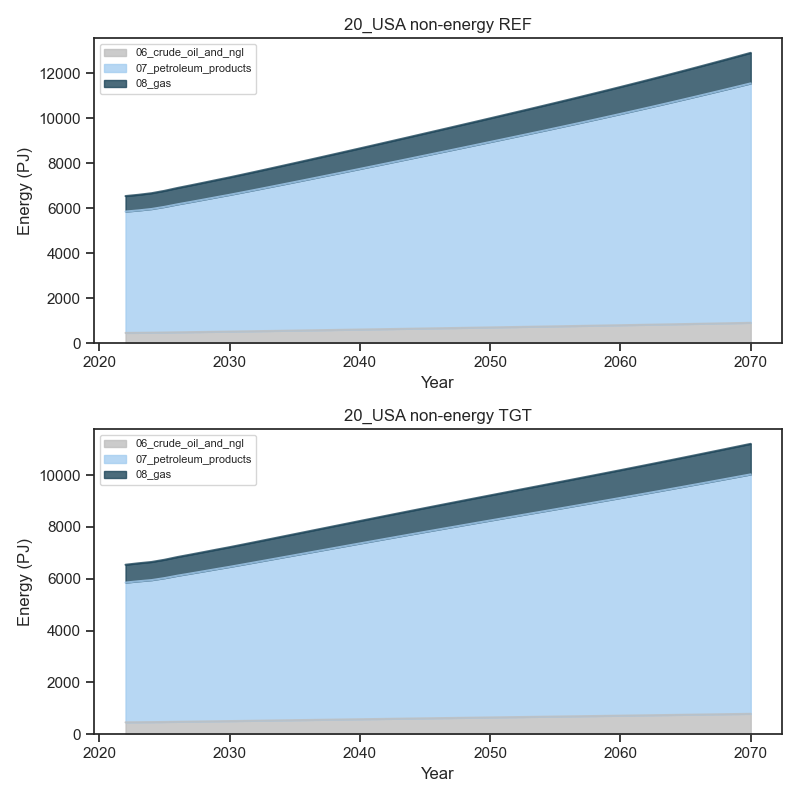 20_USA non-energy REF
06_crude_oil_and_ngl
07_petroleum_products
08_gas
12000
10000
8000
6000
4000
2000
0
Energy (PJ)
2020 2030 2040 2050 2060 2070
Year
20_USA non-energy TGT
06_crude_oil_and_ngl
07_petroleum_products
08_gas
10000
8000
6000
4000
2000
0
Energy (PJ)
2020 2030 2040 2050 2060 2070
Year